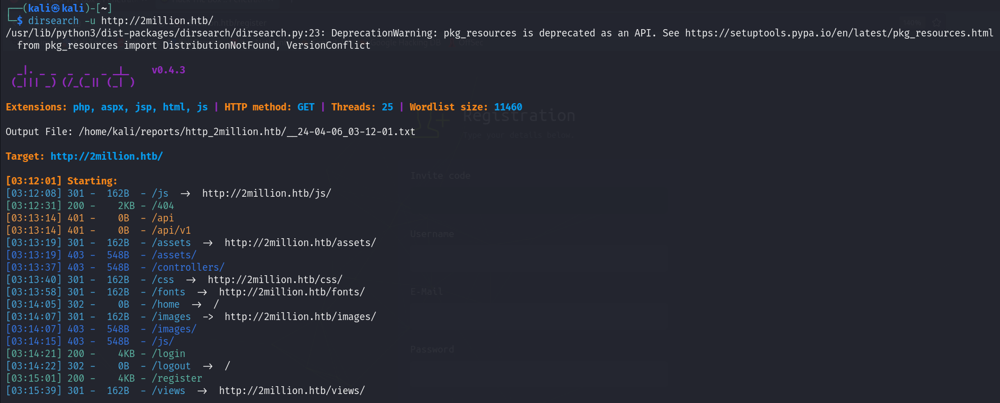 ┌──(kali㉿kali)-[~]
└─$ dirsearch -u http://2million.htb/
/usr/lib/python3/dist-packages/dirsearch/dirsearch.py:23: DeprecationWarning: pkg_resources is deprecated as an API. See https://setuptools.pypa.io/en/latest/pkg_resources.html
  from pkg_resources import DistributionNotFound, VersionConflict
  _|. _ _  _  _  _ _|_    v0.4.3
 (_||| _) (/_(_|| (_| )
Extensions: php, aspx, jsp, html, js | HTTP method: GET | Threads: 25 | Wordlist size: 11460
Registration
Output File: /home/kali/reports/http_2million.htb/__24-04-06_03-12-01.txt
Type your details below.
Target: http://2million.htb/
Invite code
[03:12:01] Starting:
[03:12:08] 301 -  162B  - /js  ->  http://2million.htb/js/
[03:12:31] 200 -    2KB - /404
[03:13:14] 401 -    0B  - /api
[03:13:14] 401 -    0B  - /api/v1
Username
[03:13:19] 301 -  162B  - /assets  ->  http://2million.htb/assets/
[03:13:19] 403 -  548B  - /assets/
[03:13:37] 403 -  548B  - /controllers/
[03:13:40] 301 -  162B  - /css  ->  http://2million.htb/css/
[03:13:58] 301 -  162B  - /fonts  ->  http://2million.htb/fonts/
E-Mail
[03:14:05] 302 -    0B  - /home  ->  /
[03:14:07] 301 -  162B  - /images  ->  http://2million.htb/images/
[03:14:07] 403 -  548B  - /images/
[03:14:15] 403 -  548B  - /js/
Password
[03:14:21] 200 -    4KB - /login
[03:14:22] 302 -    0B  - /logout  ->  /
[03:15:01] 200 -    4KB - /register
[03:15:39] 301 -  162B  - /views  ->  http://2million.htb/views/